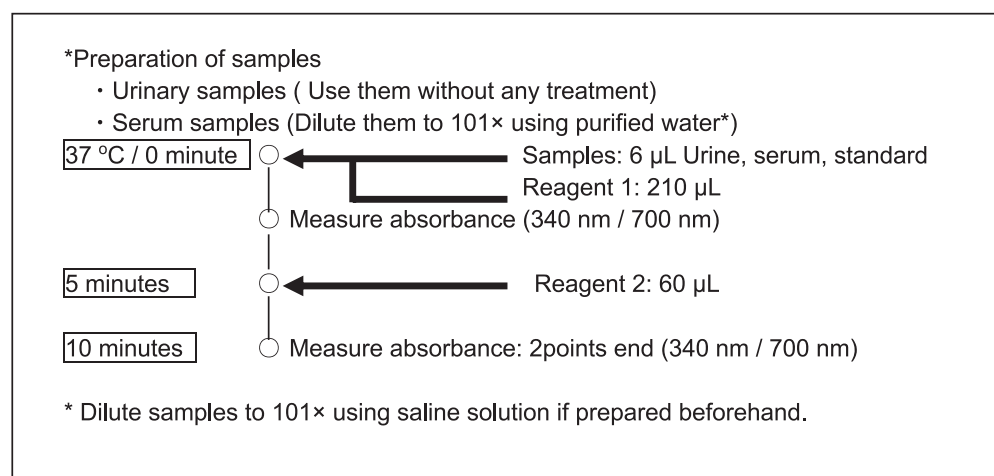 *Preparation of samples
・Urinary samples ( Use them without any treatment)
・Serum samples (Dilute them to 101× using purified water*)
37 ºC / 0 minute
Samples: 6 µL Urine, serum, standard
Reagent 1: 210 µL
Measure absorbance (340 nm / 700 nm)
5 minutes
Reagent 2: 60 µL
10 minutes
Measure absorbance: 2points end (340 nm / 700 nm)
* Dilute samples to 101× using saline solution if prepared beforehand.